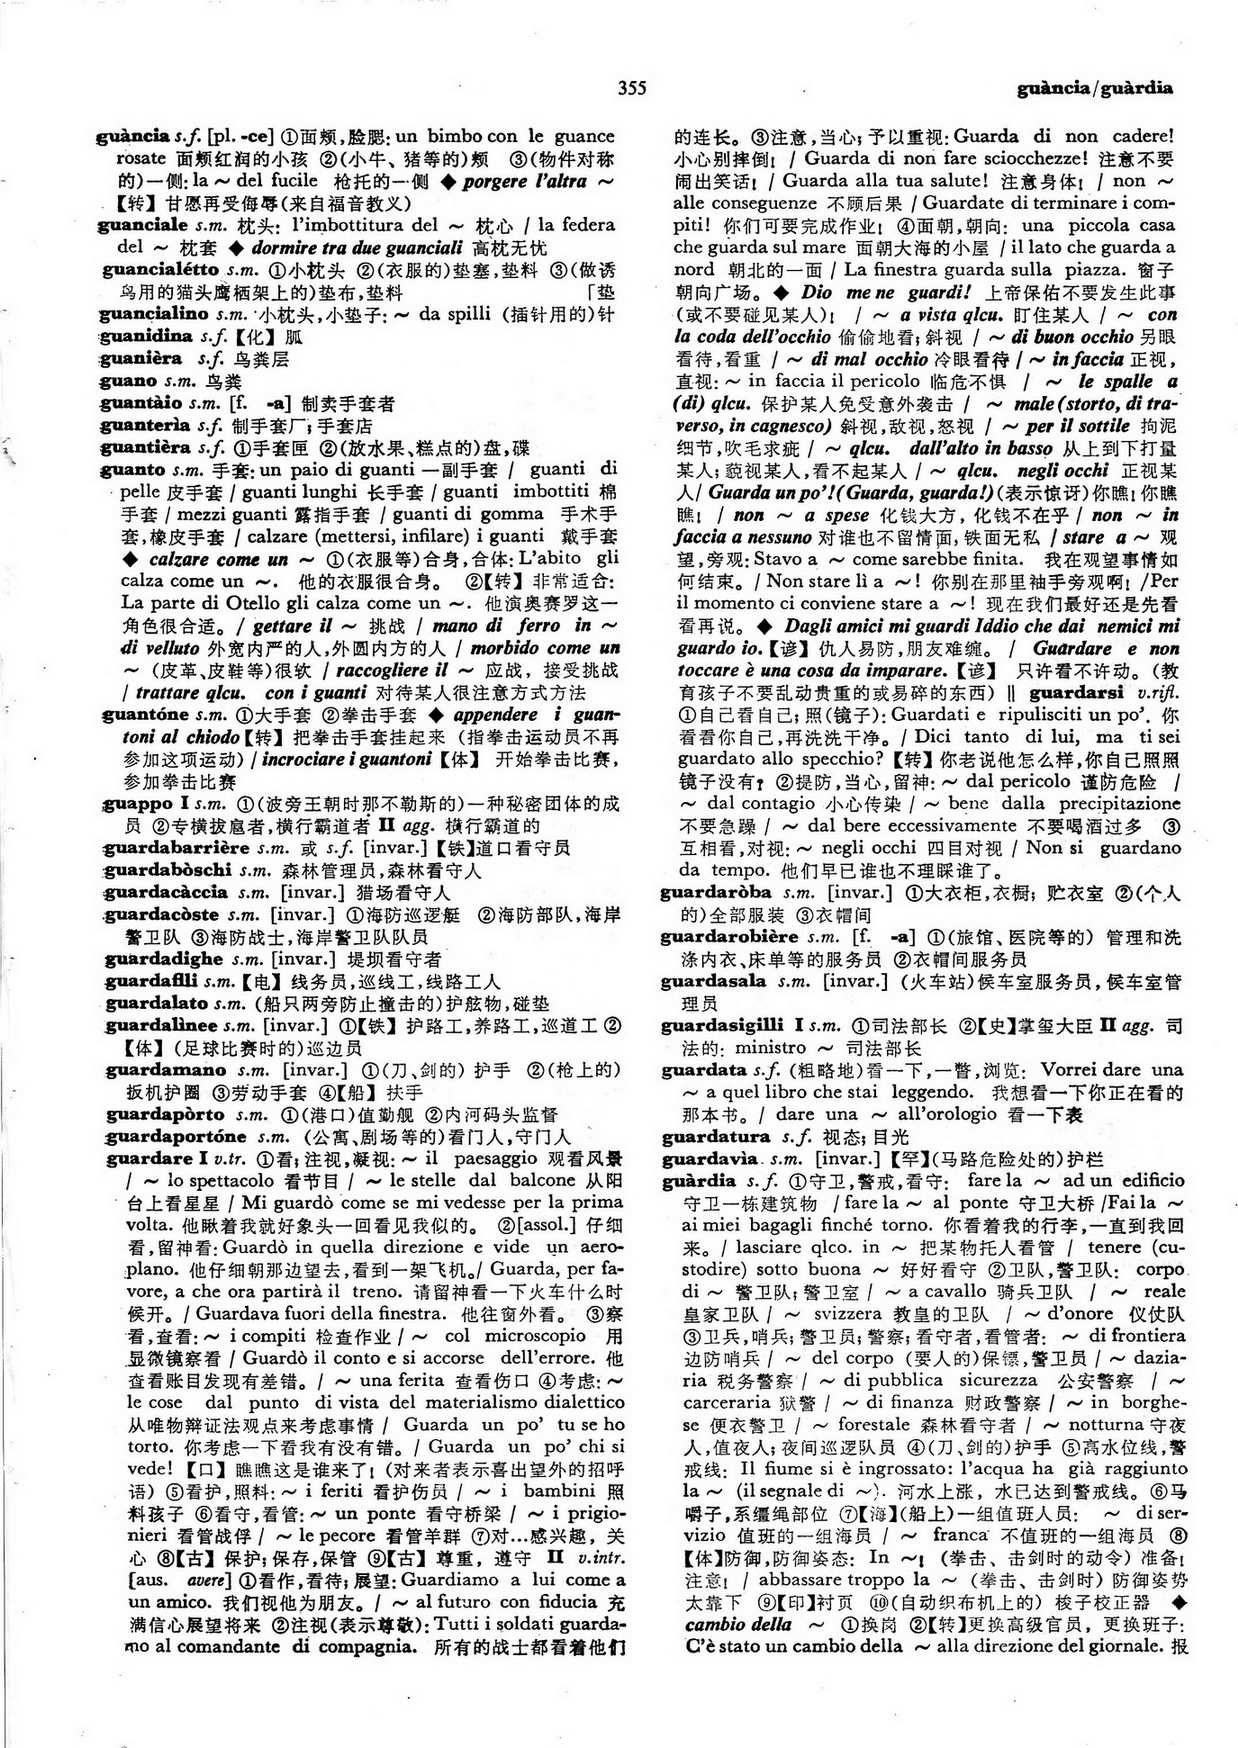 355
guància/guàrdia
guància s.f. [pl. -ce] ①面颊,脸腮: un bimbo con le guance
rosate 面颊红润的小孩 ②(小牛、猪等的)颊 ③(物件对称
的)一侧: la ~ del fucile 枪托的一侧 ◆ porgere l'altra ~
【转】甘愿再受侮辱(来自福音教义)
guanciale s.m. 枕头: l'imbottitura del ~ 枕心 / la federa
del ~ 枕套 ◆ dormire tra due guanciali 高枕无忧
guancialétto s.m. ①小枕头 ②(衣服的)垫塞,垫料 ③(做诱
鸟用的猫头鹰栖架上的)垫布,垫料 「垫
guancialino s.m. 小枕头,小垫子: ~ da spilli (插针用的)针
guanidina s.f.【化】胍
guanièra s.f. 鸟粪层
guano s.m. 鸟粪
guantàio s.m. [f. -a] 制卖手套者
guanterìa s.f. 制手套厂; 手套店
guantièra s.f. ①手套匣 ②(放水果、糕点的)盘,碟
guanto s.m. 手套: un paio di guanti 一副手套 / guanti di
pelle 皮手套 / guanti lunghi 长手套 / guanti imbottiti 棉
手套 / mezzi guanti 露指手套 / guanti di gomma 手术手
套,橡皮手套 / calzare (mettersi, infilare) i guanti 戴手套
◆ calzare come un ~ ①(衣服等)合身,合体: L'abito gli
calza come un ~. 他的衣服很合身。 ②【转】非常适合:
La parte di Otello gli calza come un ~. 他演奥赛罗这一
角色很合适。/ gettare il ~ 挑战 / mano di ferro in ~
di velluto 外宽内严的人,外圆内方的人 / morbido come un
~ (皮革、皮鞋等)很软 / raccogliere il ~ 应战, 接受挑战
/ trattare qlcu. con i guanti 对待某人很注意方式方法
guantóne s.m. ①大手套 ②拳击手套 ◆ appendere i guan-
toni al chiodo【转】把拳击手套挂起来 (指拳击运动员不再
参加这项运动) / incrociare i guantoni【体】 开始拳击比赛,
参加拳击比赛
guappo I s.m. ①(波旁王朝时那不勒斯的)一种秘密团体的成
员 ②专横拔扈者,横行霸道者 II agg. 横行霸道的
guardabarrière s.m. 或 s.f. [invar.]【铁】道口看守员
guardabòschi s.m. 森林管理员,森林看守人
guardacàccia s.m. [invar.] 猎场看守人
guardacòste s.m. [invar.] ①海防巡逻艇 ②海防部队,海岸
警卫队 ③海防战士,海岸警卫队队员
guardadighe s.m. [invar.] 堤坝看守者
guardafili s.m.【电】线务员,巡线工,线路工人
guardalato s.m. (船只两旁防止撞击的)护舷物,碰垫
guardalìnee s.m. [invar.] ①【铁】护路工,养路工,巡道工 ②
【体】(足球比赛时的)巡边员
guardamano s.m. [invar.] ①(刀、剑的) 护手 ②(枪上的)
扳机护圈 ③劳动手套 ④【船】扶手
guardapòrto s.m. ①(港口)值勤舰 ②内河码头监督
guardaportóne s.m. (公寓、剧场等的)看门人,守门人
guardare I v.tr. ①看; 注视,凝视: ~ il paesaggio 观看风景
/ ~ lo spettacolo 看节目 / ~ le stelle dal balcone 从阳
台上看星星 / Mi guardò come se mi vedesse per la prima
volta. 他瞅着我就好象头一回看见我似的。 ②[assol.] 仔细
看,留神看: Guardò in quella direzione e vide un aero-
plano. 他仔细朝那边望去,看到一架飞机。/ Guarda, per fa-
vore, a che ora partirà il treno. 请留神看一下火车什么时
候开。/ Guardava fuori della finestra. 他往窗外看。 ③察
看,查看: ~ i compiti 检查作业 / ~ col microscopio 用
显微镜察看 / Guardò il conto e si accorse dell'errore. 他
查看账目发现有差错。/ ~ una ferita 查看伤口 ④考虑: ~
le cose dal punto di vista del materialismo dialettico
从唯物辩证法观点来考虑事情 / Guarda un po' tu se ho
torto. 你考虑一下看我有没有错。/ Guarda un po' chi si
vede!【口】瞧瞧这是谁来了! (对来者表示喜出望外的招呼
语) ⑤看护,照料: ~ i feriti 看护伤员 / ~ i bambini 照
料孩子 ⑥看守,看管: ~ un ponte 看守桥梁 / ~ i prigio-
nieri 看管战俘 / ~ le pecore 看管羊群 ⑦对…感兴趣, 关
心 ⑧【古】保护; 保存,保管 ⑨【古】尊重, 遵守 II v.intr.
[aus. avere] ①看作,看待; 展望: Guardiamo a lui come a
un amico. 我们视他为朋友。/ ~ al futuro con fiducia 充
满信心展望将来 ②注视(表示尊敬): Tutti i soldati guarda-
mo al comandante di compagnia. 所有的战士都看着他们
的连长。③注意,当心; 予以重视: Guarda di non cadere!
小心别摔倒! / Guarda di non fare sciocchezze! 注意不要
闹出笑话! / Guarda alla tua salute! 注意身体! / non ~
alle conseguenze 不顾后果 / Guardate di terminare i com-
piti! 你们可要完成作业! ④面朝,朝向: una piccola casa
che guarda sul mare 面朝大海的小屋 / il lato che guarda a
nord 朝北的一面 / La finestra guarda sulla piazza. 窗子
朝向广场。◆ Dio me ne guardi! 上帝保佑不要发生此事
(或不要碰见某人)! / ~ a vista qlcu. 盯住某人 / ~ con
la coda dell'occhio 偷偷地看; 斜视 / ~ di buon occhio 另眼
看待,看重 / ~ di mal occhio 冷眼看待 / ~ in faccia 正视,
直视: ~ in faccia il pericolo 临危不惧 / ~ le spalle a
(di) qlcu. 保护某人免受意外袭击 / ~ male (storto, di tra-
verso, in cagnesco) 斜视,敌视,怒视 / ~ per il sottile 拘泥
细节,吹毛求疵 / ~ qlcu. dall'alto in basso 从上到下打量
某人; 藐视某人,看不起某人 / ~ qlcu. negli occhi 正视某
人/ Guarda un po'! (Guarda, guarda!) (表示惊讶)你瞧! 你瞧
瞧! / non ~ a spese 化钱大方, 化钱不在乎 / non ~ in
faccia a nessuno 对谁也不留情面,铁面无私 / stare a ~ 观
望,旁观: Stavo a ~ come sarebbe finita. 我在观望事情如
何结束。/ Non stare lì a ~! 你别在那里袖手旁观啊! /Per
il momento ci conviene stare a ~! 现在我们最好还是先看
看再说。◆ Dagli amici mi guardi Iddio che dai nemici mi
guardo io.【谚】仇人易防,朋友难缠。 / Guardare e non
toccare è una cosa da imparare.【谚】 只许看不许动。(教
育孩子不要乱动贵重的或易碎的东西) ‖ guardarsi v.rifl.
①自己看自己; 照(镜子): Guardati e ripulisciti un po'. 你
看看你自己,再洗洗干净。/ Dici tanto di lui, ma ti sei
guardato allo specchio?【转】你老说他怎么样,你自己照照
镜子没有? ②提防,当心,留神: ~ dal pericolo 谨防危险 /
~ dal contagio 小心传染 / ~ bene dalla precipitazione
不要急躁 / ~ dal bere eccessivamente 不要喝酒过多 ③
互相看,对视: ~ negli occhi 四目对视 / Non si guardano
da tempo. 他们早已谁也不理睬谁了。
guardaròba s.m. [invar.] ①大衣柜,衣橱; 贮衣室 ②(个人
的)全部服装 ③衣帽间
guardarobière s.m. [f. -a] ①(旅馆、医院等的) 管理和洗
涤内衣、床单等的服务员 ②衣帽间服务员
guardasala s.m. [invar.] (火车站)候车室服务员,候车室管
理员
guardasigilli I s.m. ①司法部长 ②【史】掌玺大臣 II agg. 司
法的: ministro ~ 司法部长
guardata s.f. (粗略地)看一下,一瞥,浏览: Vorrei dare una
~ a quel libro che stai leggendo. 我想看一下你正在看的
那本书。/ dare una ~ all'orologio 看一下表
guardatura s.f. 视态; 目光
guardavìa s.m. [invar.]【罕】(马路危险处的)护栏
guàrdia s.f. ①守卫,警戒,看守: fare la ~ ad un edificio
守卫一栋建筑物 / fare la ~ al ponte 守卫大桥 /Fai la ~
ai miei bagagli finché torno. 你看着我的行李,一直到我回
来。/ lasciare qlco. in ~ 把某物托人看管 / tenere (cu-
stodire) sotto buona ~ 好好看守 ②卫队,警卫队: corpo
di ~ 警卫队; 警卫室 / ~ a cavallo 骑兵卫队 / ~ reale
皇家卫队 / ~ svizzera 教皇的卫队 / ~ d'onore 仪仗队
③卫兵,哨兵; 警卫员; 警察; 看守者,看管者: ~ di frontiera
边防哨兵 / ~ del corpo (要人的)保镖,警卫员 / ~ dazia-
ria 税务警察 / ~ di pubblica sicurezza 公安警察 / ~
carceraria 狱警 / ~ di finanza 财政警察 / ~ in borghe-
se 便衣警卫 / ~ forestale 森林看守者 / ~ notturna 守夜
人,值夜人; 夜间巡逻队员 ④(刀、剑的)护手 ⑤高水位线,警
戒线: Il fiume si è ingrossato: l'acqua ha già raggiunto
la ~ (il segnale di ~). 河水上涨, 水已达到警戒线。⑥马
嚼子,系缰绳部位 ⑦【海】(船上)一组值班人员: ~ di ser-
vizio 值班的一组海员 / ~ franca 不值班的一组海员 ⑧
【体】防御,防御姿态: In ~! (拳击、击剑时的动令) 准备!
注意! / abbassare troppo la ~ (拳击、击剑时) 防御姿势
太靠下 ⑨【印】衬页 ⑩(自动织布机上的) 梭子校正器 ◆
cambio della ~ ①换岗 ②【转】更换高级官员, 更换班子:
C'è stato un cambio della ~ alla direzione del giornale. 报